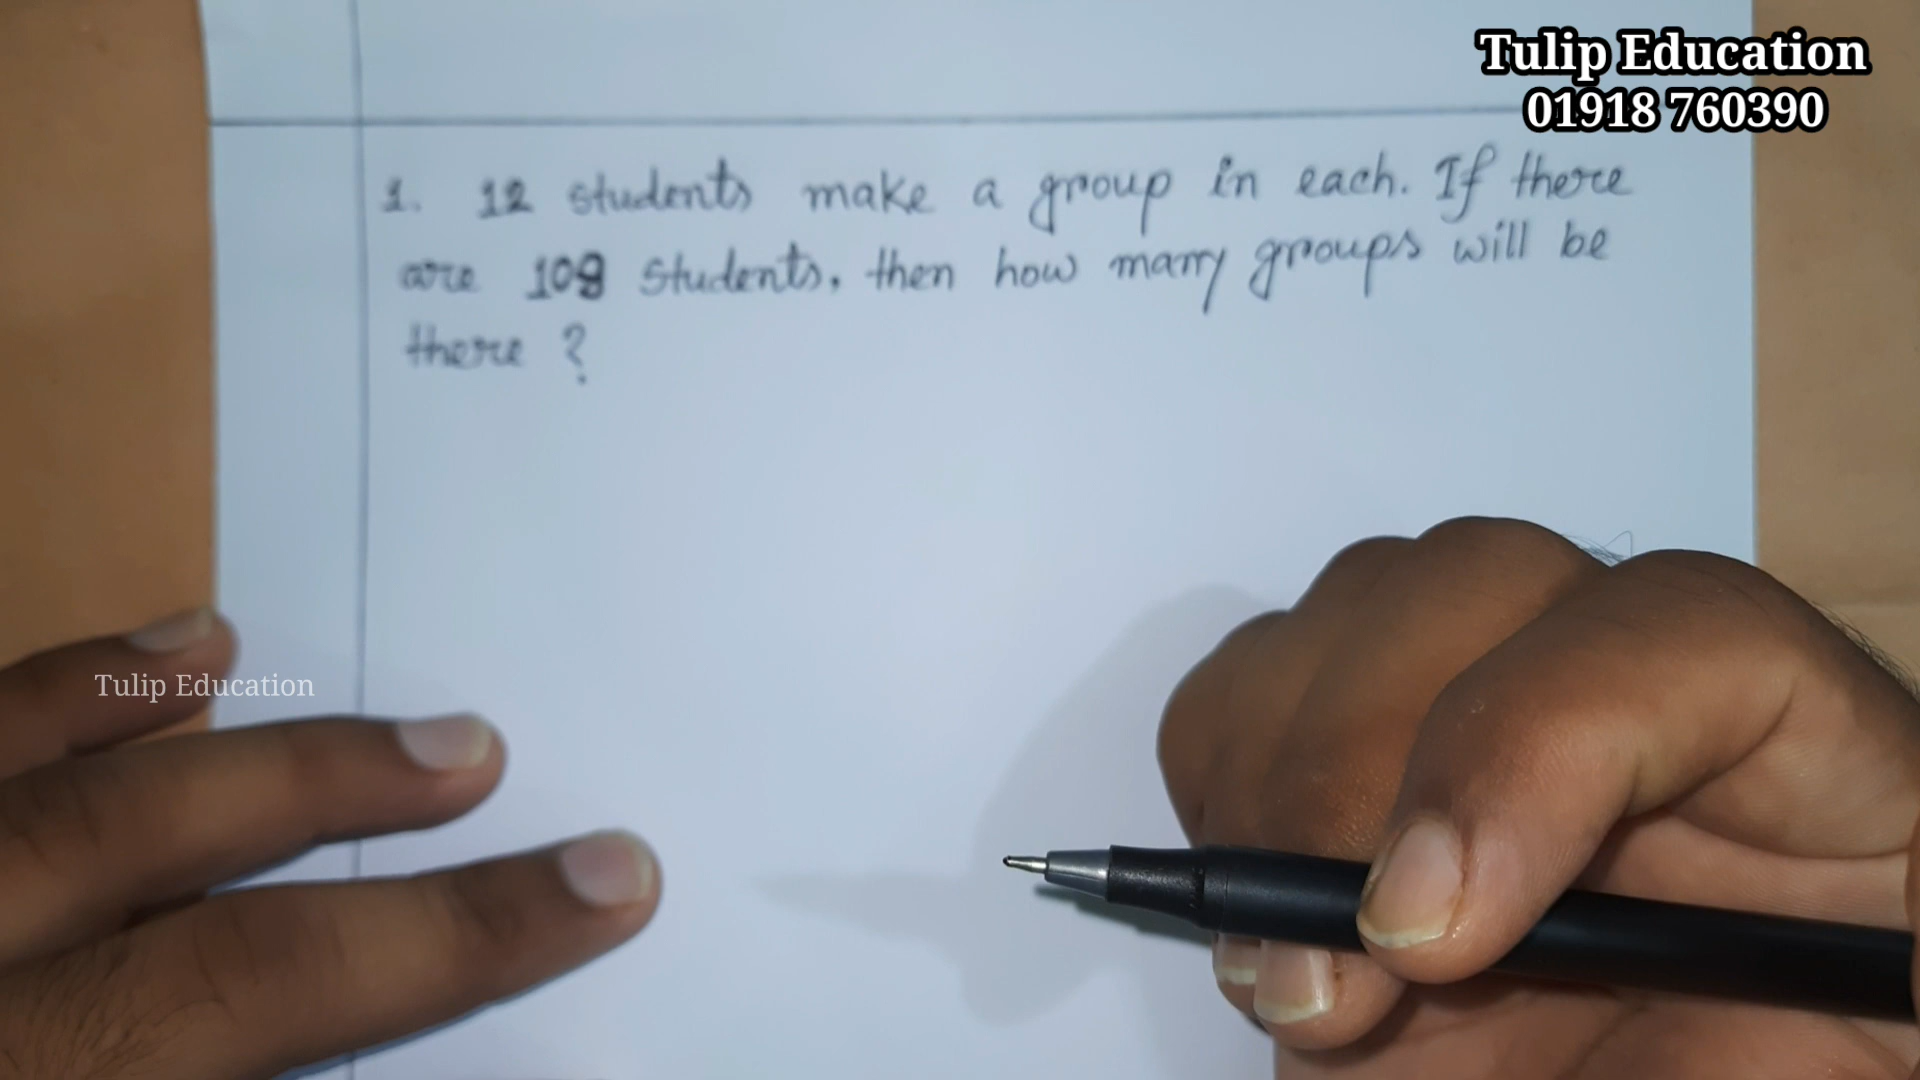 Tulip Education
01918 760390
1. 12 students make a group in each. If there
are 108 students, then how many groups will be
there ?
Tulip Education